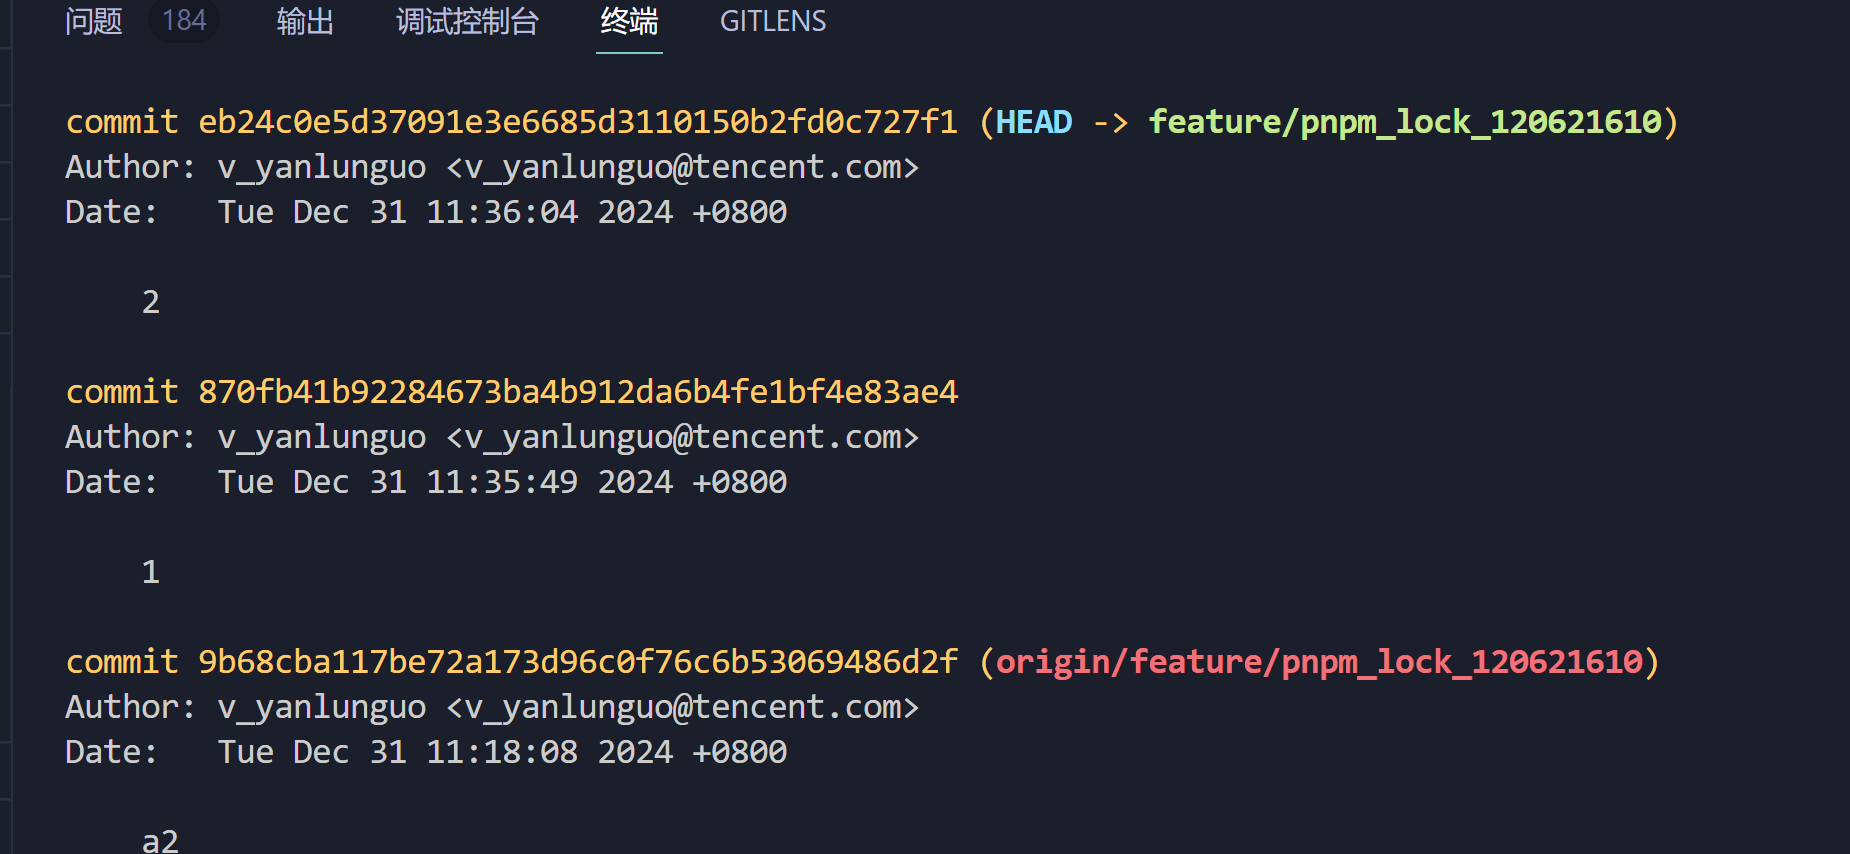 问题 184 输出 调试控制台 终端 GITLENS
commit eb24c0e5d37091e3e6685d3110150b2fd0c727f1 (HEAD -> feature/pnpm_lock_120621610)
Author: v_yanlunguo <v_yanlunguo@tencent.com>
Date:   Tue Dec 31 11:36:04 2024 +0800
2
commit 870fb41b92284673ba4b912da6b4fe1bf4e83ae4
Author: v_yanlunguo <v_yanlunguo@tencent.com>
Date:   Tue Dec 31 11:35:49 2024 +0800
1
commit 9b68cba117be72a173d96c0f76c6b53069486d2f (origin/feature/pnpm_lock_120621610)
Author: v_yanlunguo <v_yanlunguo@tencent.com>
Date:   Tue Dec 31 11:18:08 2024 +0800
a2